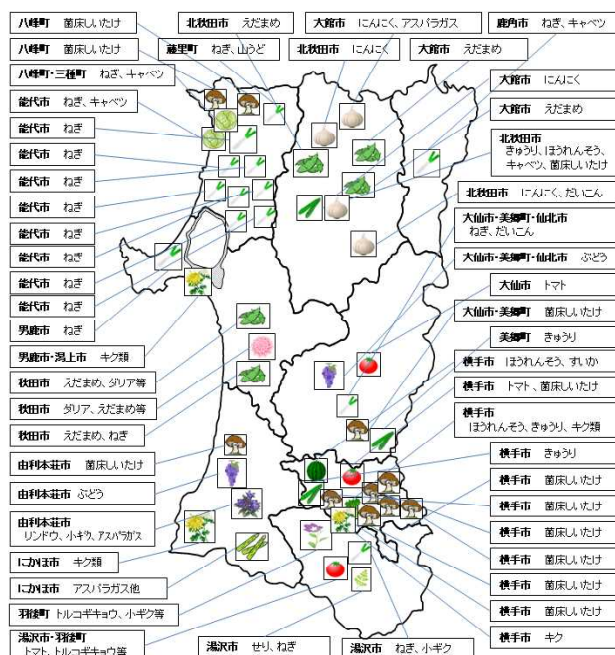 八峰町 菌床しいたけ
北秋田市 えだまめ
大館市 にんにく、アスパラガス
鹿角市 ねぎ、キャベツ
八峰町 菌床しいたけ
藤里町 ねぎ、山うど
北秋田市 にんにく
大館市 えだまめ
八峰町・三種町 ねぎ、キャベツ
能代市 ねぎ、キャベツ
能代市 ねぎ
能代市 ねぎ
能代市 ねぎ
能代市 ねぎ
能代市 ねぎ
能代市 ねぎ
能代市 ねぎ
能代市 ねぎ
男鹿市 ねぎ
男鹿市・潟上市 キク類
秋田市 えだまめ、ダリア等
秋田市 ダリア、えだまめ等
秋田市 えだまめ、ねぎ
由利本荘市 菌床しいたけ
由利本荘市 ぶどう
由利本荘市
リンドウ、小ギク、アスパラガス
にかほ市 キク類
にかほ市 アスパラガス他
羽後町 トルコギキョウ、小ギク等
湯沢市・羽後町
トマト、トルコギキョウ等
大館市 にんにく
大館市 えだまめ
北秋田市
きゅうり、ほうれんそう、
キャベツ、菌床しいたけ
北秋田市 にんにく、だいこん
大仙市・美郷町・仙北市
ねぎ、だいこん
大仙市・美郷町・仙北市 ぶどう
大仙市 トマト
大仙市・美郷町 菌床しいたけ
美郷町 きゅうり
横手市 ほうれんそう、すいか
横手市 トマト、菌床しいたけ
横手市
ほうれんそう、きゅうり、キク類
横手市 きゅうり
横手市 菌床しいたけ
横手市 菌床しいたけ
横手市 菌床しいたけ
横手市 菌床しいたけ
横手市 菌床しいたけ
横手市 菌床しいたけ
横手市 キク
湯沢市 せり、ねぎ
湯沢市 ねぎ、小ギク